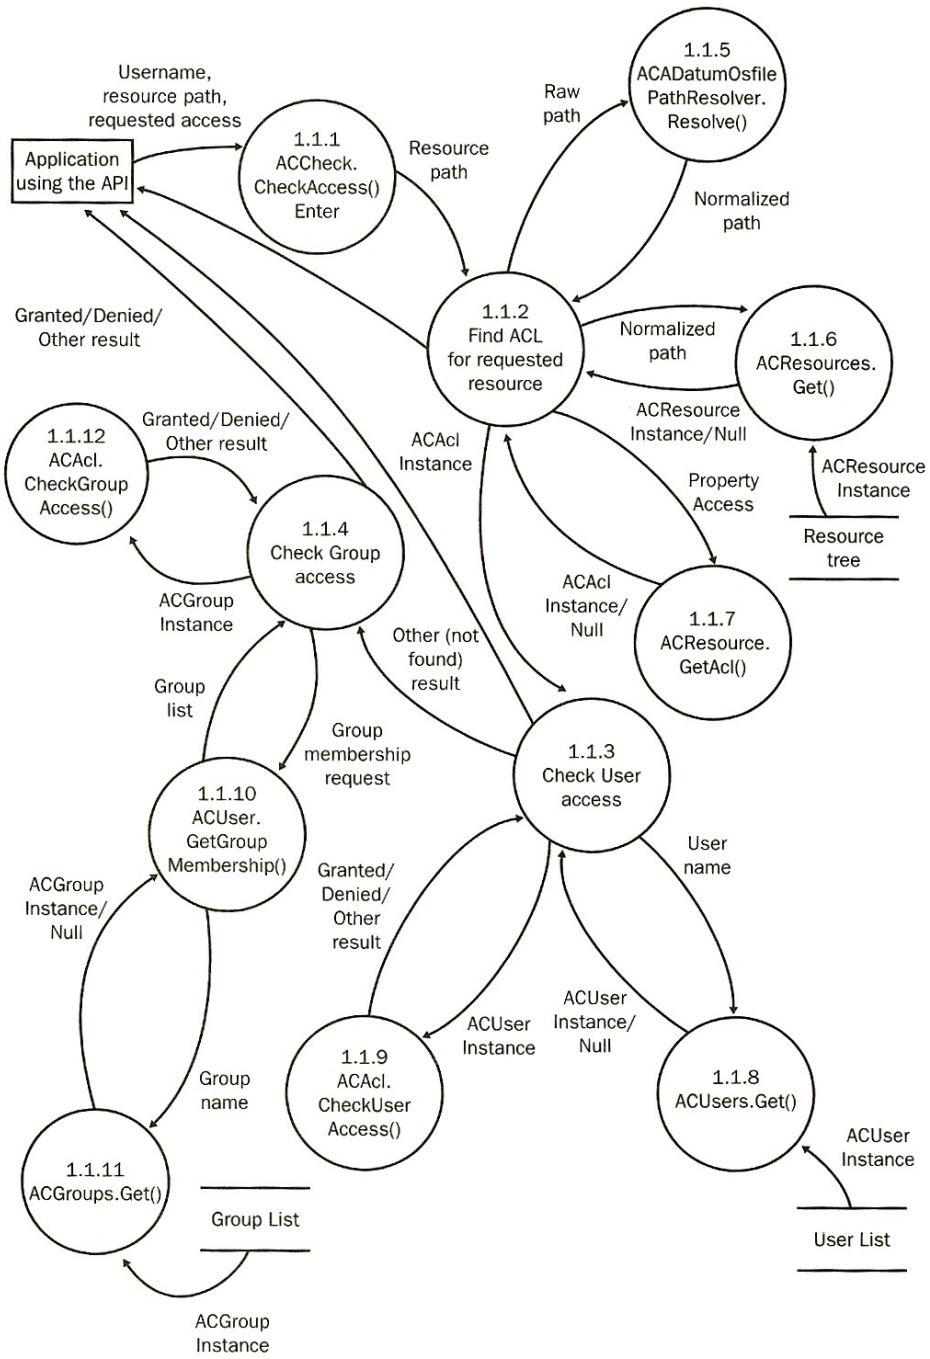 Username,
resource path,
requested access
Application
using the API
1.1.1
ACCheck.
CheckAccess()
Enter
Resource
path
Raw
path
1.1.5
ACADatumOsfile
PathResolver.
Resolve()
Normalized
path
1.1.2
Find ACL
for requested
resource
Normalized
path
1.1.6
ACResources.
Get()
ACResource
Instance/Null
Granted/Denied/
Other result
ACResource
Instance
Resource
tree
ACAcl
Instance
Property
Access
ACAcl
Instance/
Null
1.1.7
ACResource.
GetAcl()
1.1.12
ACAcl.
CheckGroup
Access()
Granted/Denied/
Other result
1.1.4
Check Group
access
ACGroup
Instance
Other (not
found)
result
Group
list
Group
membership
request
1.1.3
Check User
access
1.1.10
ACUser.
GetGroup
Membership()
User
name
Granted/
Denied/
Other
result
ACGroup
Instance/
Null
ACUser
Instance
ACUser
Instance/
Null
1.1.9
ACAcl.
CheckUser
Access()
1.1.8
ACUsers.Get()
Group
name
ACUser
Instance
User List
1.1.11
ACGroups.Get()
Group List
ACGroup
Instance